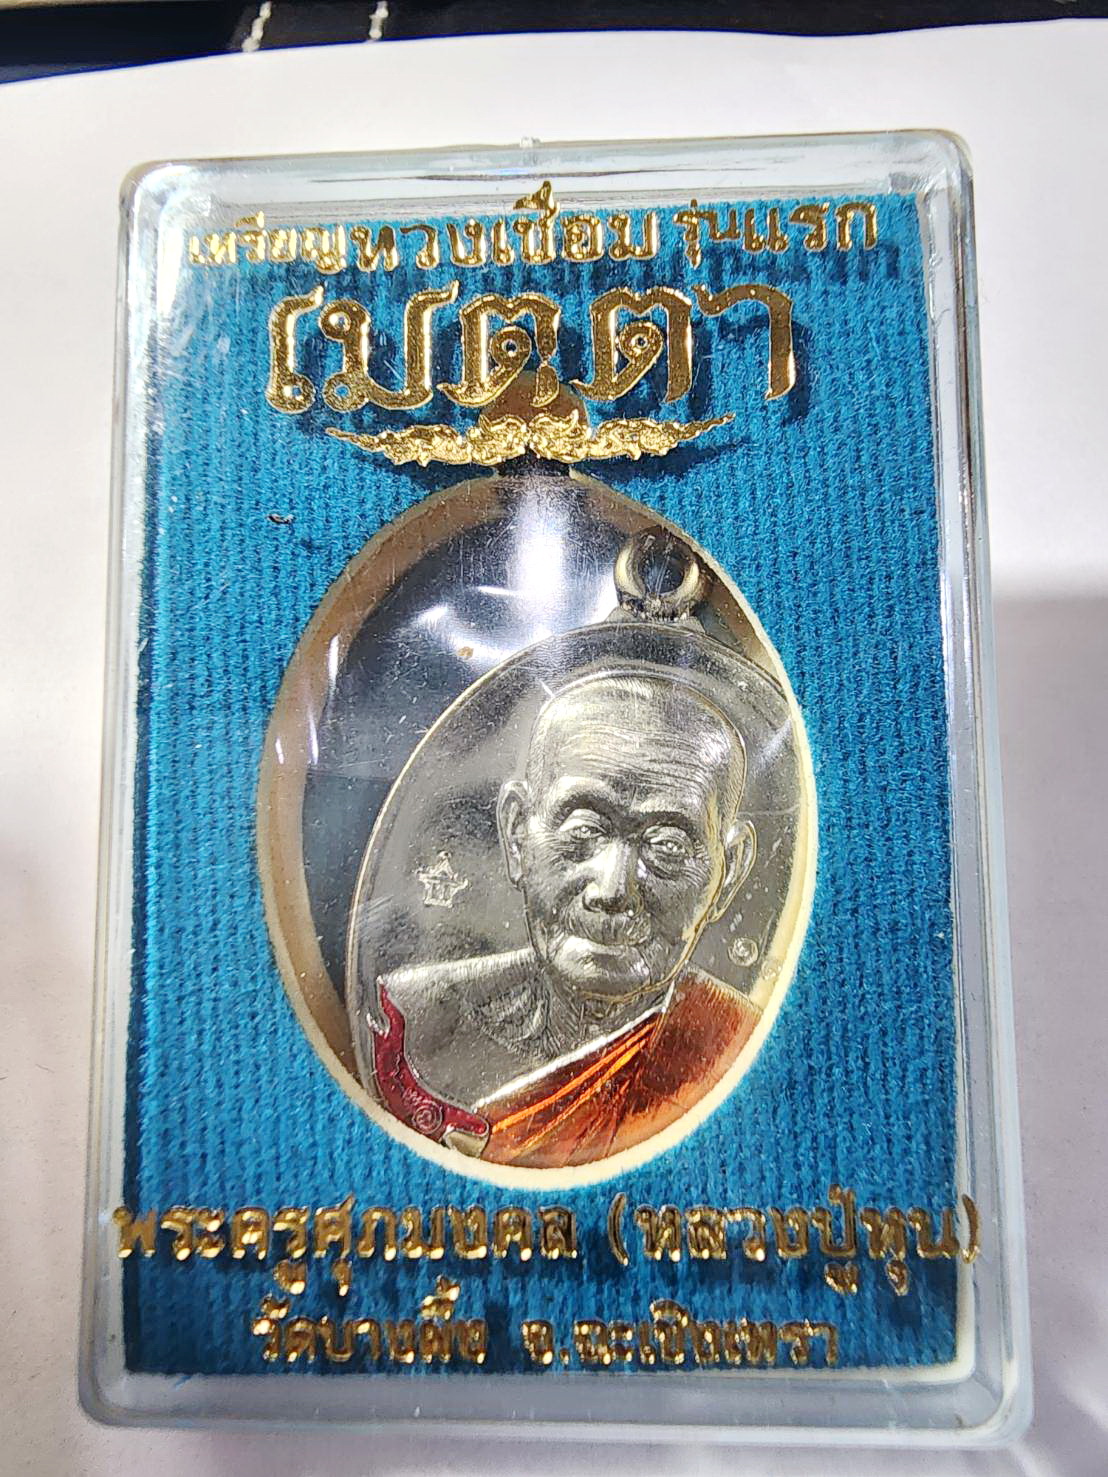 เหรียญห่วงเชื่อม รุ่นแรก
เมตตา
พระครูศุภมงคล (หลวงปู่ทุน)
วัดบางผึ้ง จ.ฉะเชิงเทรา